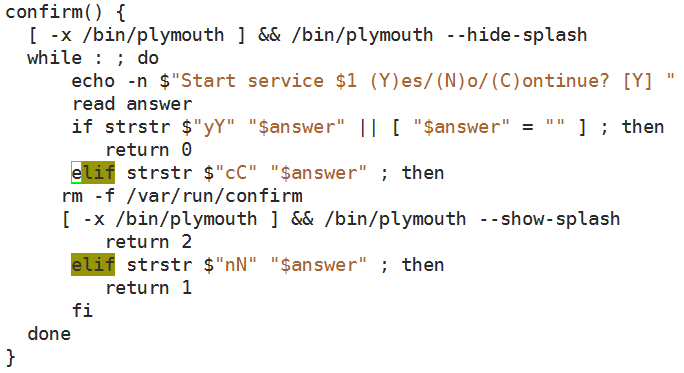 confirm() {
  [ -x /bin/plymouth ] && /bin/plymouth --hide-splash
  while : ; do
      echo -n $"Start service $1 (Y)es/(N)o/(C)ontinue? [Y] "
      read answer
      if strstr $"yY" "$answer" || [ "$answer" = "" ] ; then
         return 0
      elif strstr $"cC" "$answer" ; then
     rm -f /var/run/confirm
     [ -x /bin/plymouth ] && /bin/plymouth --show-splash
         return 2
      elif strstr $"nN" "$answer" ; then
         return 1
      fi
  done
}